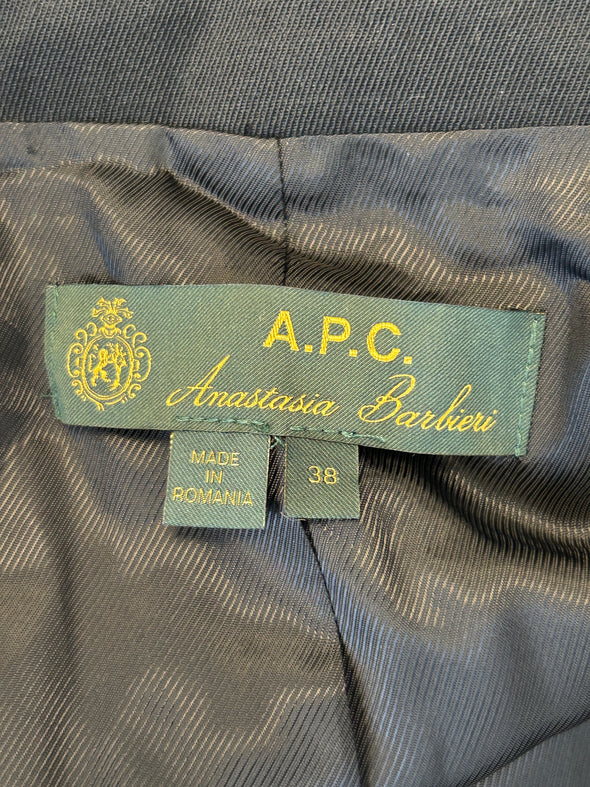 A.P.C.
Anastasia Barbieri
MADE
IN
ROMANIA
38